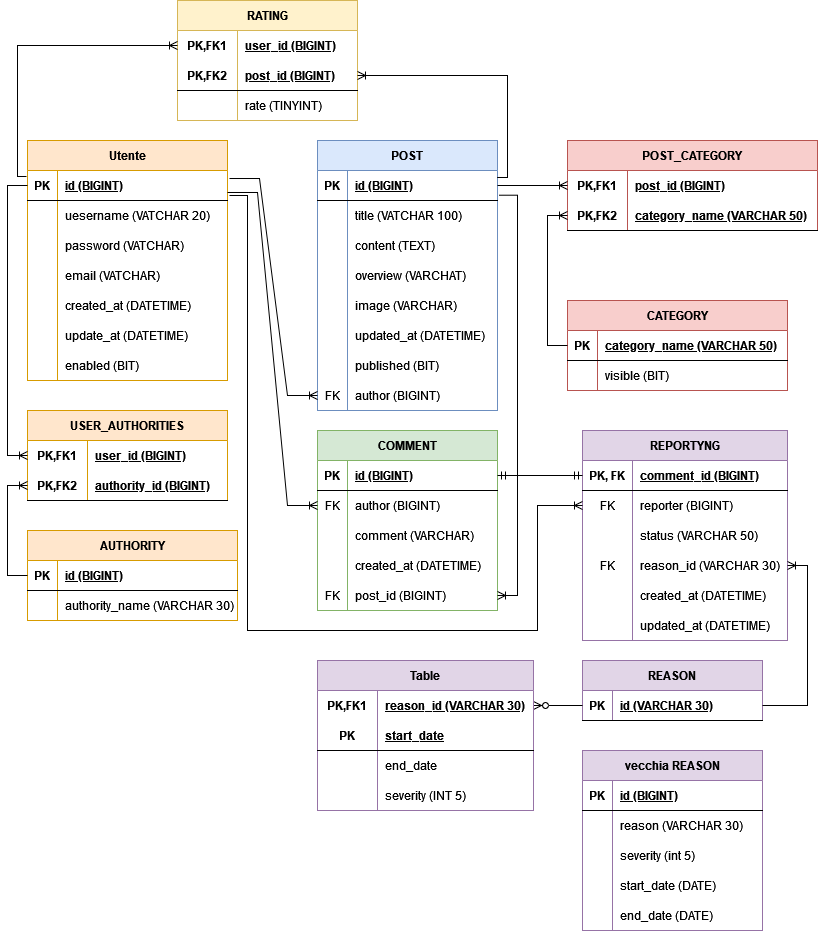 RATING
PK,FK1 user_id (BIGINT)
PK,FK2 post_id (BIGINT)
rate (TINYINT)
Utente
PK id (BIGINT)
uesername (VATCHAR 20)
password (VATCHAR)
email (VATCHAR)
created_at (DATETIME)
update_at (DATETIME)
enabled (BIT)
POST
PK id (BIGINT)
title (VATCHAR 100)
content (TEXT)
overview (VARCHAT)
image (VARCHAR)
updated_at (DATETIME)
published (BIT)
FK author (BIGINT)
POST_CATEGORY
PK,FK1 post_id (BIGINT)
PK,FK2 category_name (VARCHAR 50)
CATEGORY
PK category_name (VARCHAR 50)
visible (BIT)
USER_AUTHORITIES
PK,FK1 user_id (BIGINT)
PK,FK2 authority_id (BIGINT)
COMMENT
PK id (BIGINT)
FK author (BIGINT)
comment (VARCHAR)
created_at (DATETIME)
FK post_id (BIGINT)
REPORTYNG
PK, FK comment_id (BIGINT)
FK reporter (BIGINT)
status (VARCHAR 50)
FK reason_id (VARCHAR 30)
created_at (DATETIME)
updated_at (DATETIME)
AUTHORITY
PK id (BIGINT)
authority_name (VARCHAR 30)
Table
PK,FK1 reason_id (VARCHAR 30)
PK start_date
end_date
severity (INT 5)
REASON
PK id (VARCHAR 30)
vecchia REASON
PK id (BIGINT)
reason (VARCHAR 30)
severity (int 5)
start_date (DATE)
end_date (DATE)